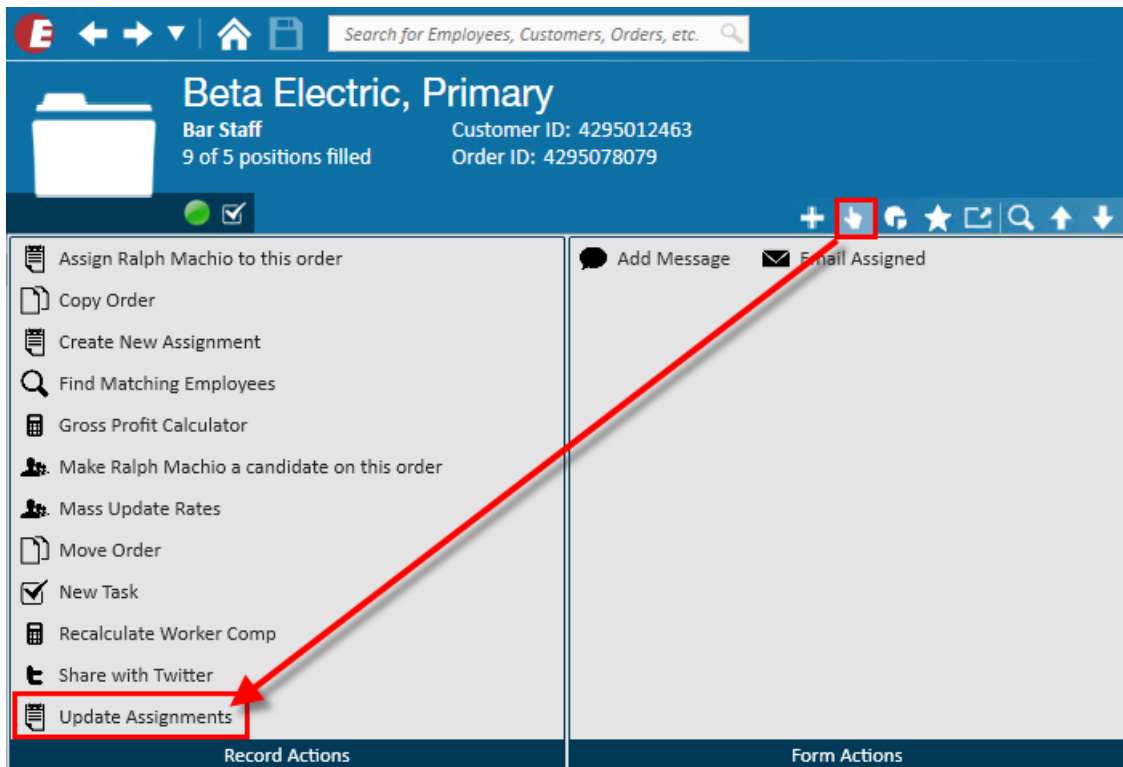 E
Search for Employees, Customers, Orders, etc.
Beta Electric, Primary
Bar Staff
Customer ID: 4295012463
9 of 5 positions filled
Order ID: 4295078079
Assign Ralph Machio to this order
Copy Order
Create New Assignment
Find Matching Employees
Gross Profit Calculator
Make Ralph Machio a candidate on this order
Mass Update Rates
Move Order
New Task
Recalculate Worker Comp
Share with Twitter
Update Assignments
Record Actions
Add Message
Email Assigned
Form Actions